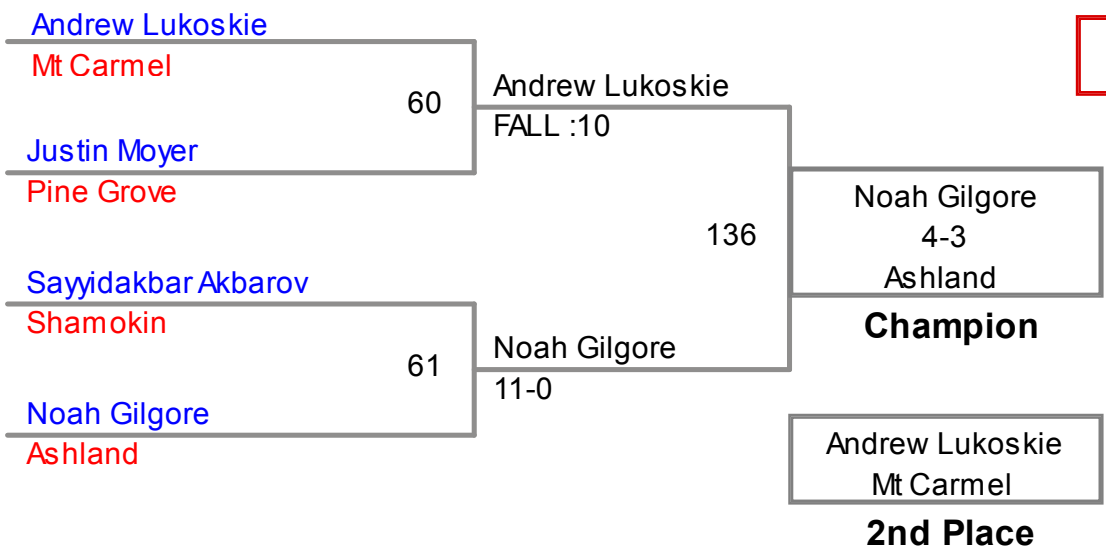 Andrew Lukoskie
Mt Carmel
60
Andrew Lukoskie
FALL :10
Justin Moyer
Pine Grove
136
Noah Gilgore
4-3
Ashland
Champion
Sayyidakbar Akbarov
Shamokin
61
Noah Gilgore
11-0
Noah Gilgore
Ashland
Andrew Lukoskie
Mt Carmel
2nd Place